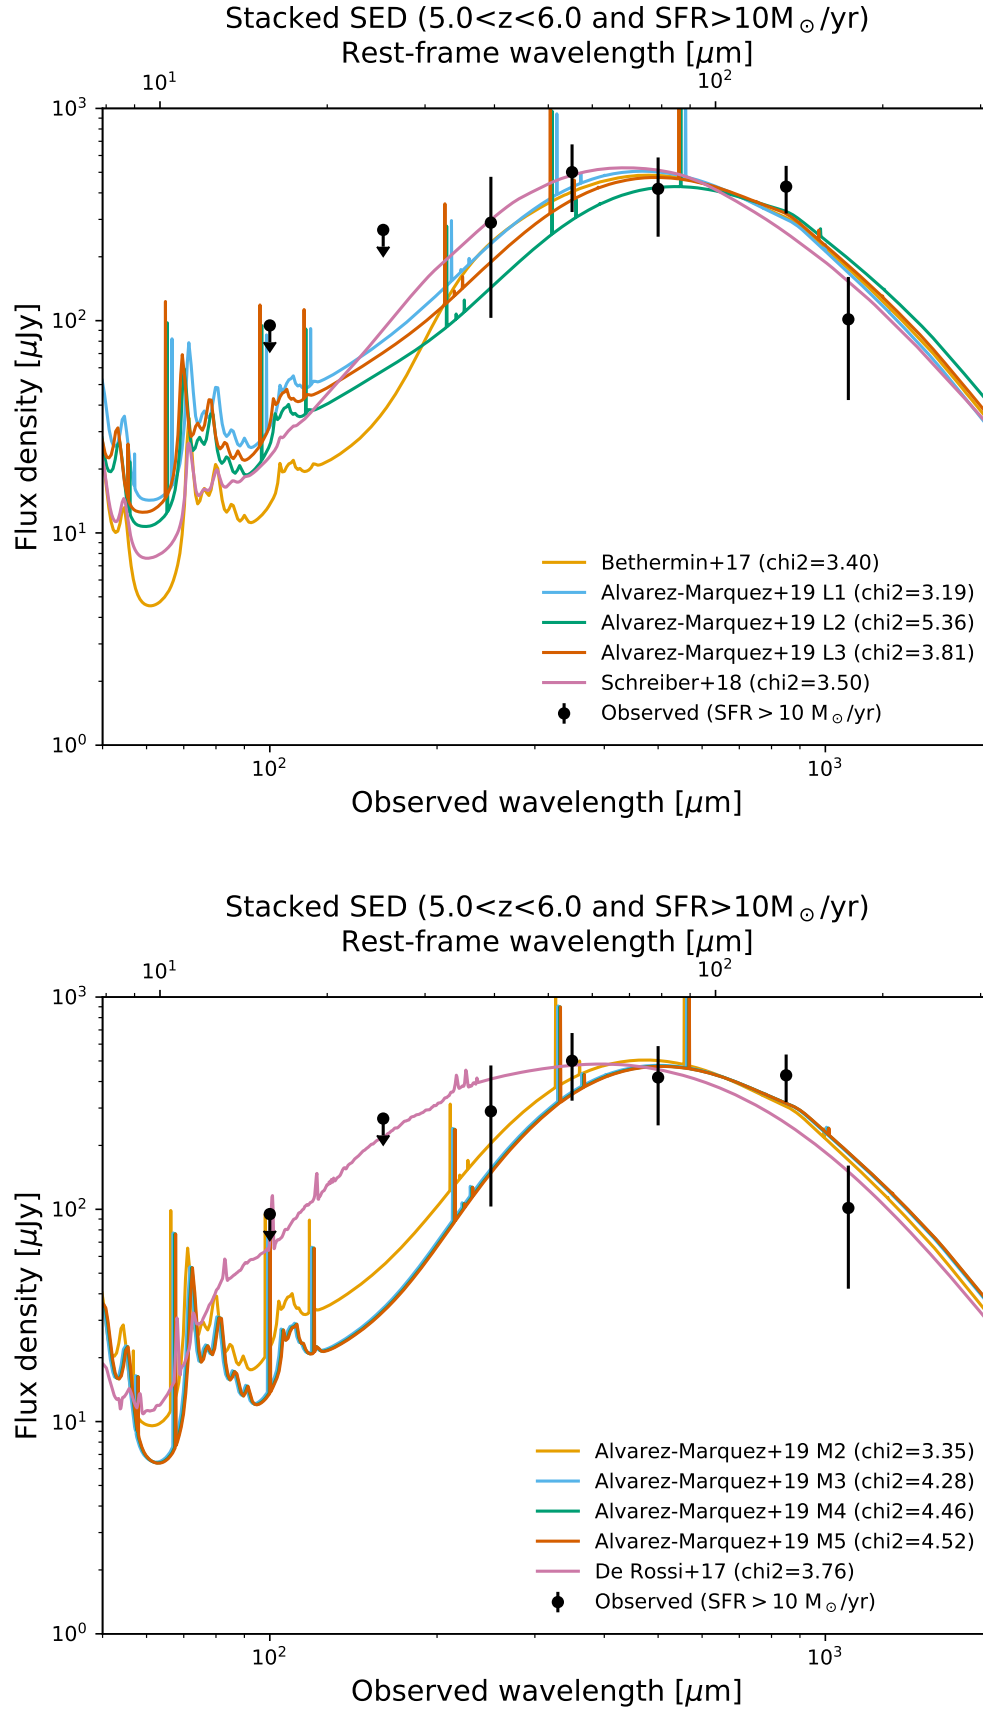 Stacked SED (5.0<z<6.0 and SFR>10M⊙/yr)
Rest-frame wavelength [μm]
10¹ 10²
10³
10²
10¹
10⁰
Flux density [μJy]
Bethermin+17 (chi2=3.40)
Alvarez-Marquez+19 L1 (chi2=3.19)
Alvarez-Marquez+19 L2 (chi2=5.36)
Alvarez-Marquez+19 L3 (chi2=3.81)
Schreiber+18 (chi2=3.50)
Observed (SFR > 10 M⊙/yr)
10² 10³
Observed wavelength [μm]
Stacked SED (5.0<z<6.0 and SFR>10M⊙/yr)
Rest-frame wavelength [μm]
10¹ 10²
10³
10²
10¹
10⁰
Flux density [μJy]
Alvarez-Marquez+19 M2 (chi2=3.35)
Alvarez-Marquez+19 M3 (chi2=4.28)
Alvarez-Marquez+19 M4 (chi2=4.46)
Alvarez-Marquez+19 M5 (chi2=4.52)
De Rossi+17 (chi2=3.76)
Observed (SFR > 10 M⊙/yr)
10² 10³
Observed wavelength [μm]